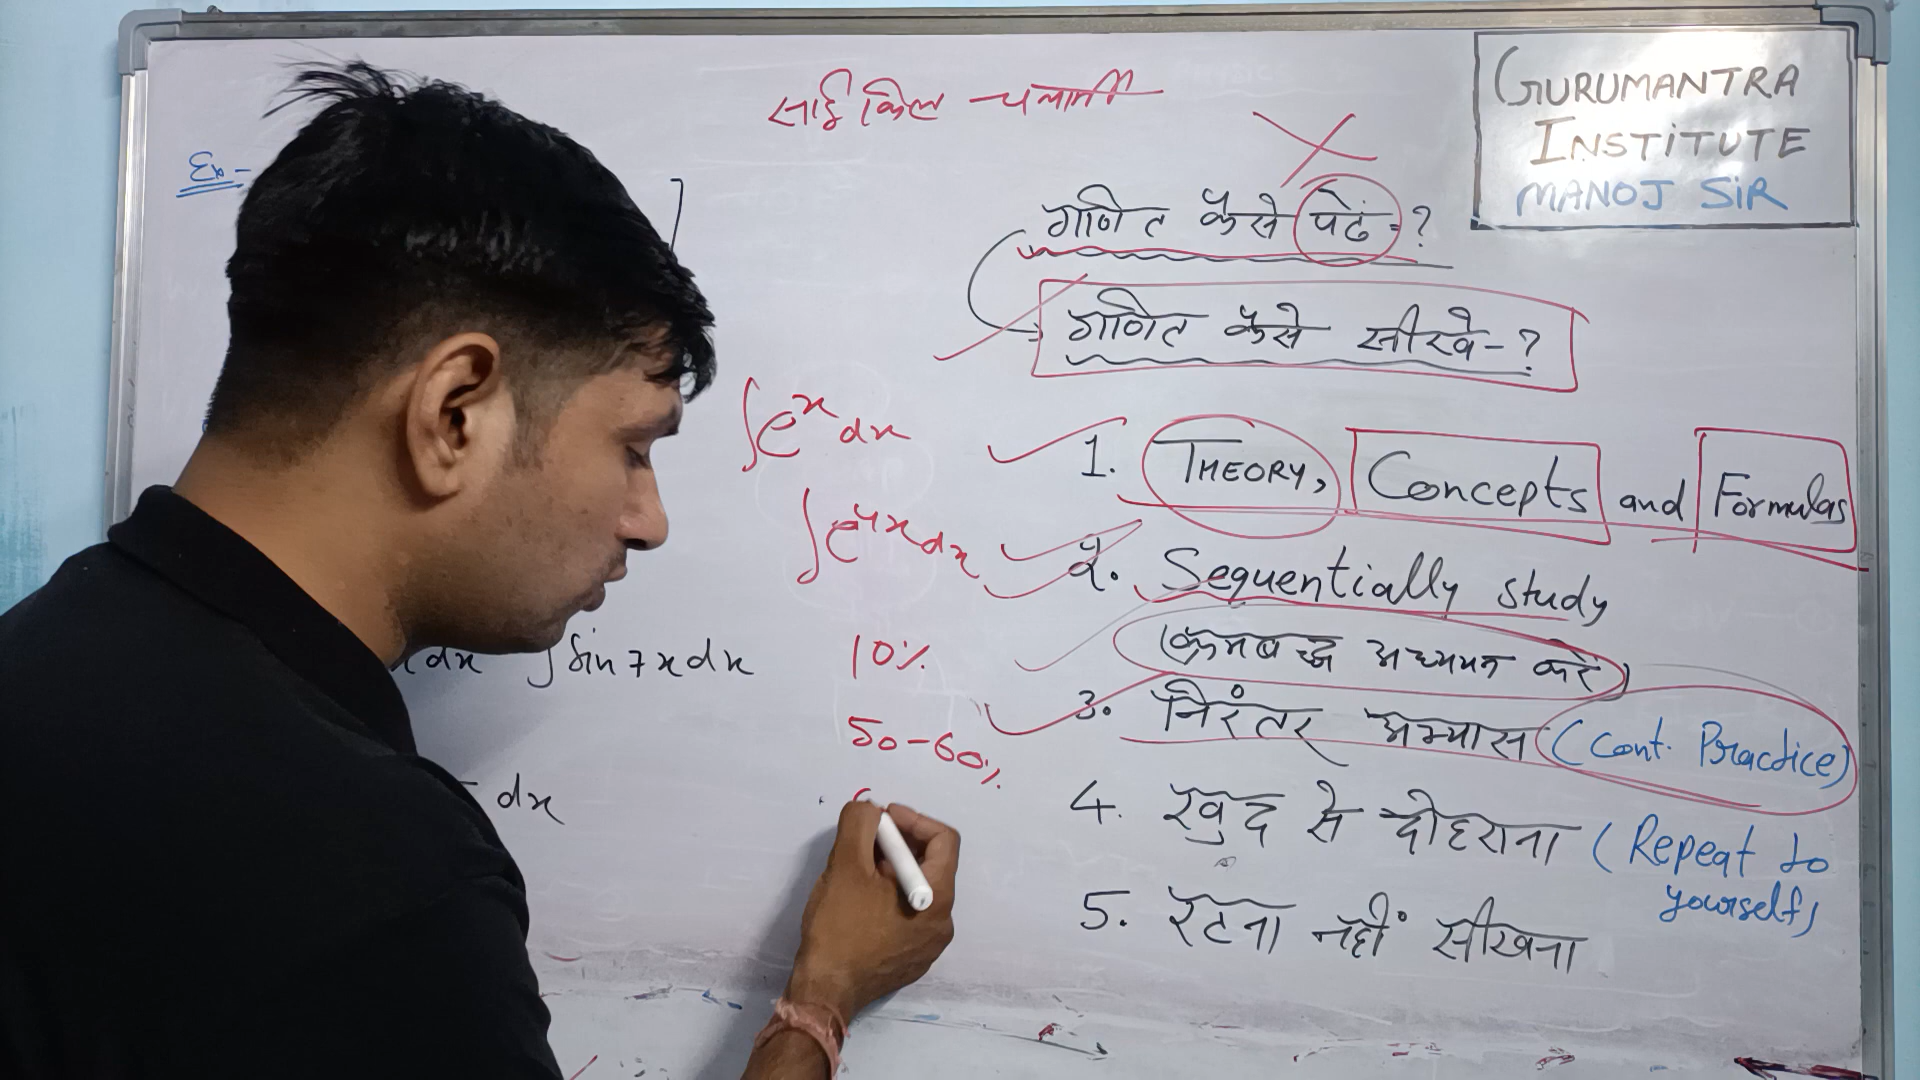 साईकिल चलाना
GURUMANTRA
INSTITUTE
MANOJ SIR
Ex-
गणित कैसे पढें-?
गणित कैसे सीखे-?
∫e^x dx
1. THEORY, Concepts and Formulas
∫e^4x dx
2. Sequentially study
(क्रमबद्ध अध्ययन करें)
x dx ∫Sin7xdx
10%
3. निरंतर अभ्यास (Cont. Practice)
50-60%
dx
4. खुद से दोहराना (Repeat to
yourself)
5. रटना नहीं सीखना